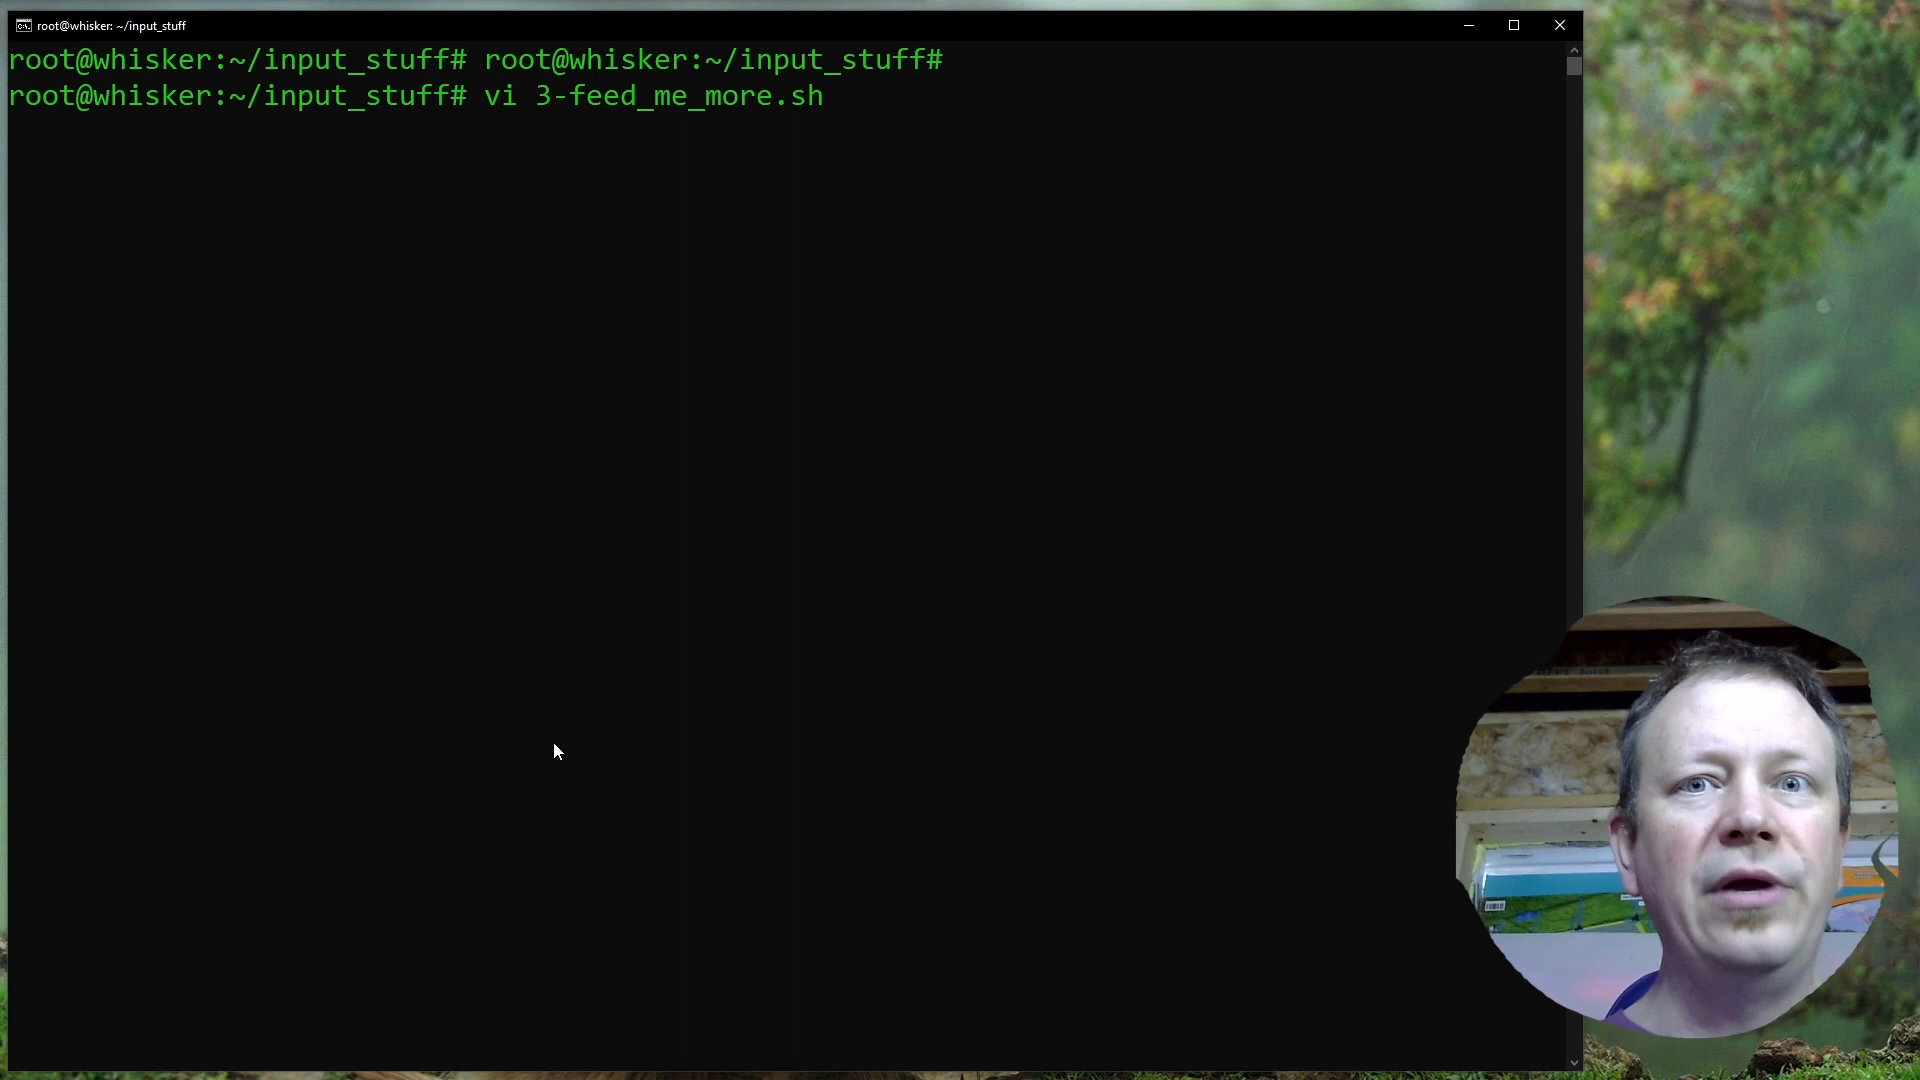 root@whisker: ~/input_stuff
root@whisker:~/input_stuff# root@whisker:~/input_stuff#
root@whisker:~/input_stuff# vi 3-feed_me_more.sh